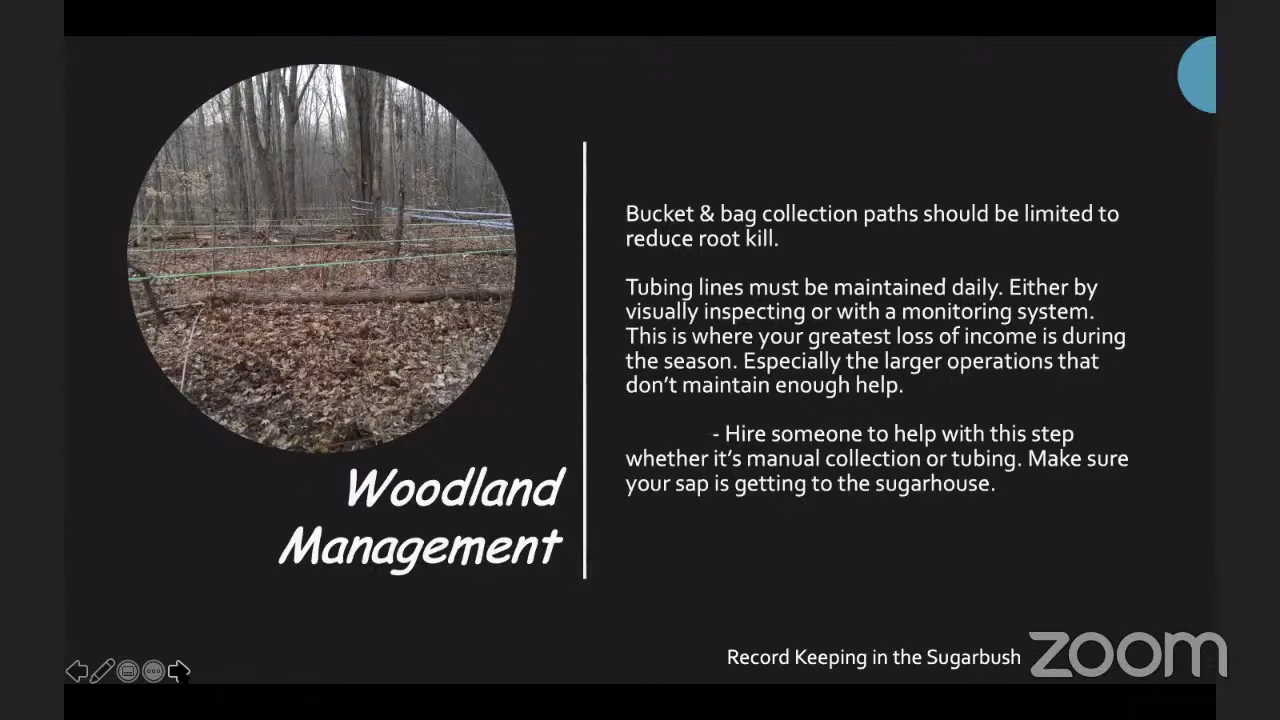 Woodland
Management
Bucket & bag collection paths should be limited to
reduce root kill.
Tubing lines must be maintained daily. Either by
visually inspecting or with a monitoring system.
This is where your greatest loss of income is during
the season. Especially the larger operations that
don't maintain enough help.
- Hire someone to help with this step
whether it's manual collection or tubing. Make sure
your sap is getting to the sugarhouse.
Record Keeping in the Sugarbush
zoom